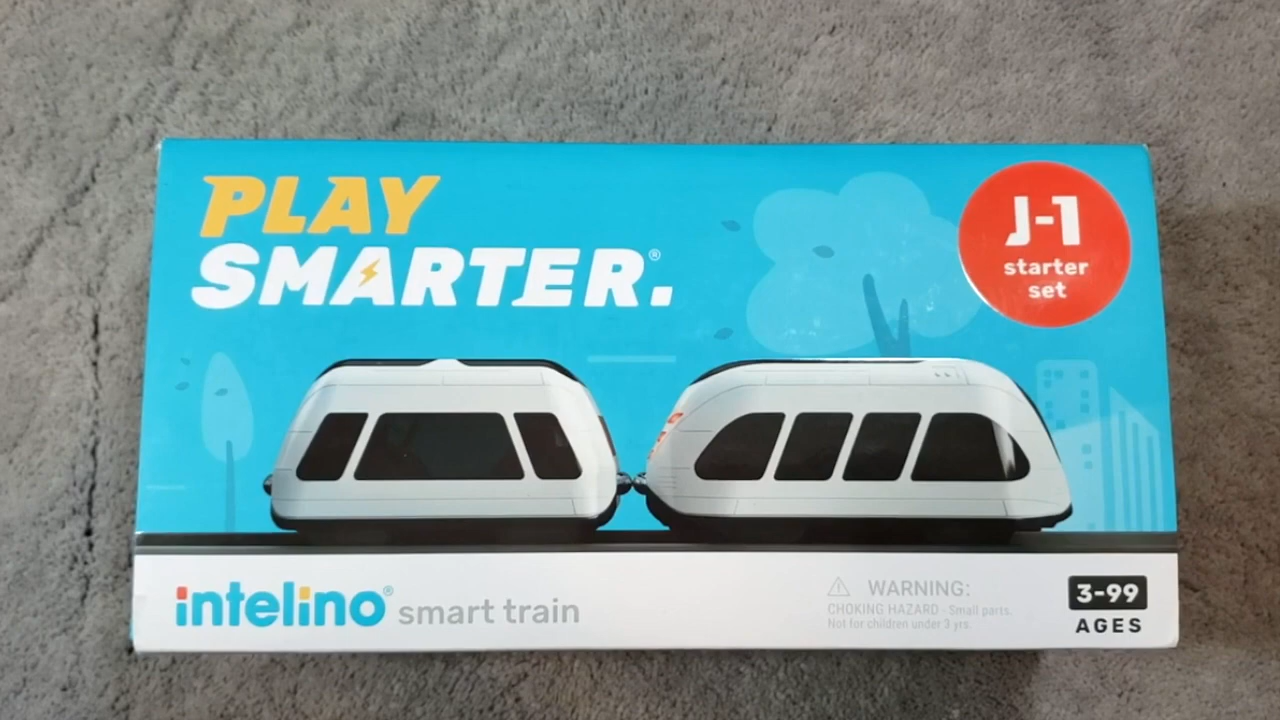 PLAY
SMARTER.®
J-1
starter
set
intelino® smart train
WARNING:
CHOKING HAZARD - Small parts.
Not for children under 3 yrs.
3-99
AGES